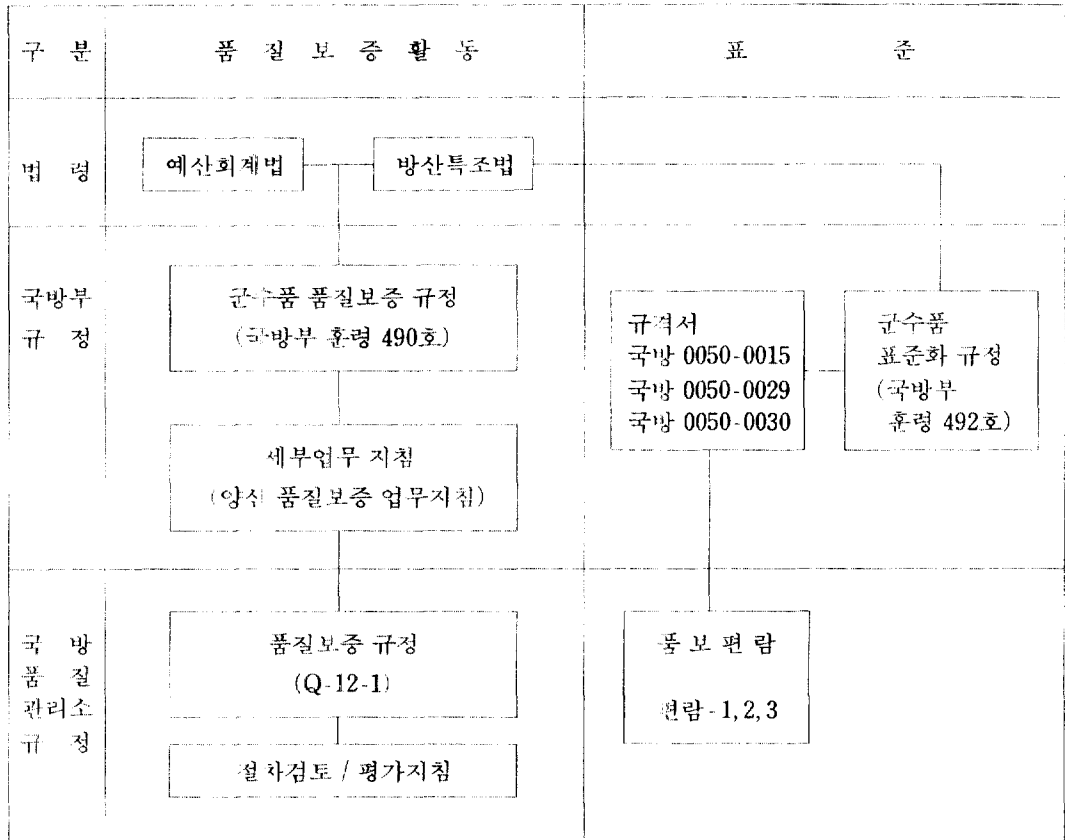 구 분
품 질 보 증 활 동
표 준
법 령
예산회계법
방산특조법
국방부
규 정
군수품 품질보증 규정
(국방부 훈령 490호)
세부업무 지침
(양산 품질보증 업무지침)
규격서
국방 0050-0015
국방 0050-0029
국방 0050-0030
군수품
표준화 규정
(국방부
훈령 492호)
국 방
품 질
관리소
규 정
품질보증 규정
(Q-12-1)
절차검토 / 평가지침
품 보 편 람
편람 - 1, 2, 3